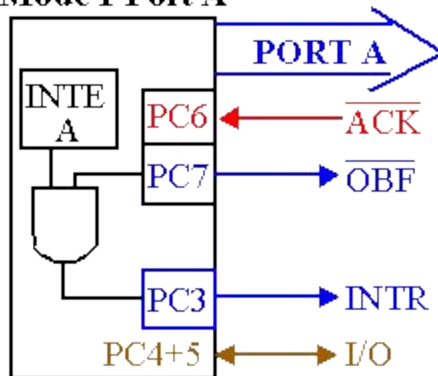 Mode 1 Port A
PORT A
INTE
A
PC6
ACK
PC7
OBF
PC3
INTR
PC4+5
I/O